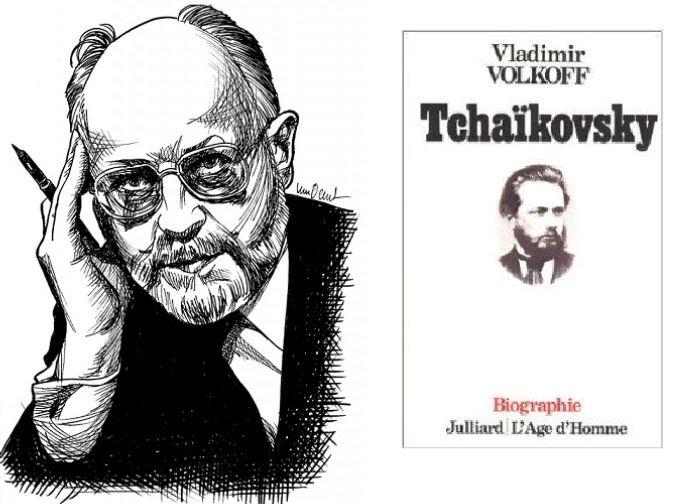 Vladimir
VOLKOFF
Tchaïkovsky
Biographie
Julliard | L'Age d'Homme